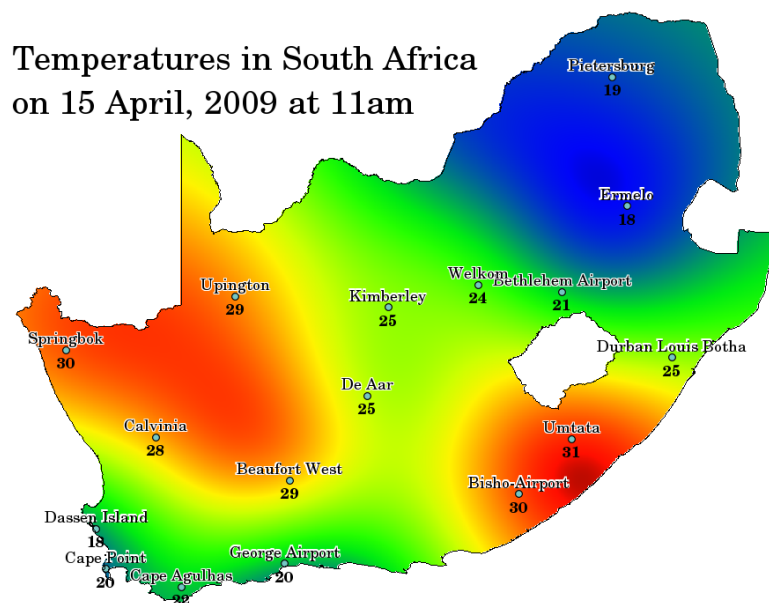 Temperatures in South Africa
on 15 April, 2009 at 11am
Pietersburg
19
Ermelo
18
Upington
29
Kimberley
25
Welkom
24
Bethlehem Airport
21
Springbok
30
Durban Louis Botha
25
De Aar
25
Calvinia
28
Umtata
31
Beaufort West
29
Bisho-Airport
30
Dassen Island
18
Cape Point
20
George Airport
20
Cape Agulhas
22